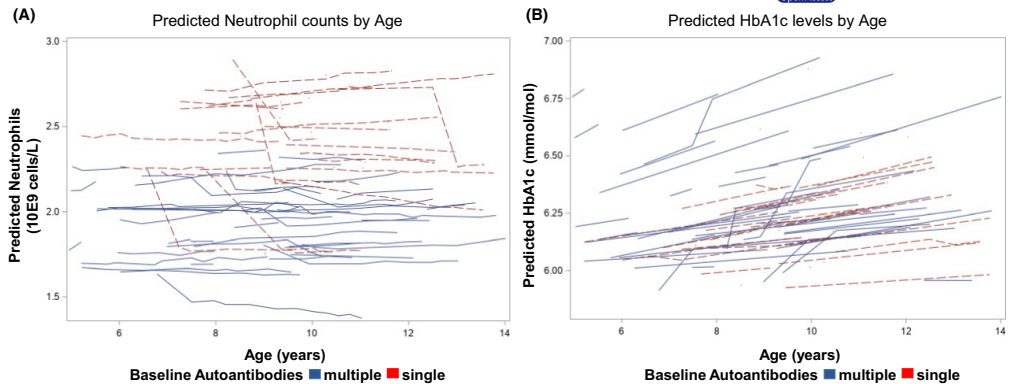 (A)
Predicted Neutrophil counts by Age
3.0
2.5
2.0
1.5
Predicted Neutrophils
(10E9 cells/L)
6 8 10 12 14
Age (years)
Baseline Autoantibodies multiple single
(B)
Predicted HbA1c levels by Age
7.00
6.75
6.50
6.25
6.00
Predicted HbA1c (mmol/mol)
6 8 10 12 14
Age (years)
Baseline Autoantibodies multiple single